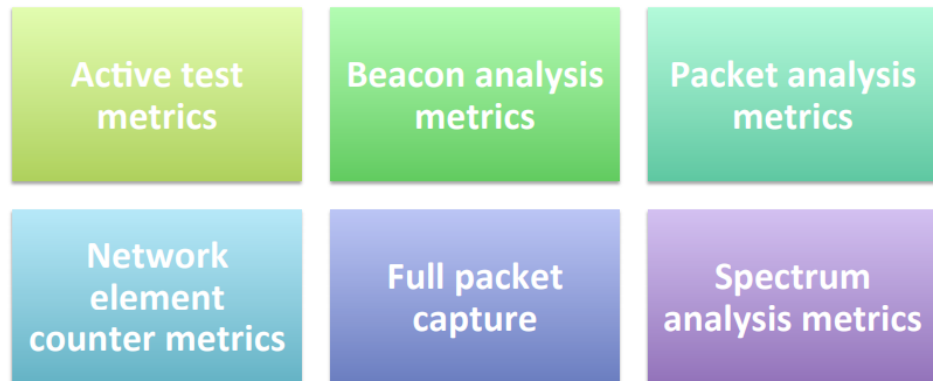 Active test
metrics
Beacon analysis
metrics
Packet analysis
metrics
Network
element
counter metrics
Full packet
capture
Spectrum
analysis metrics